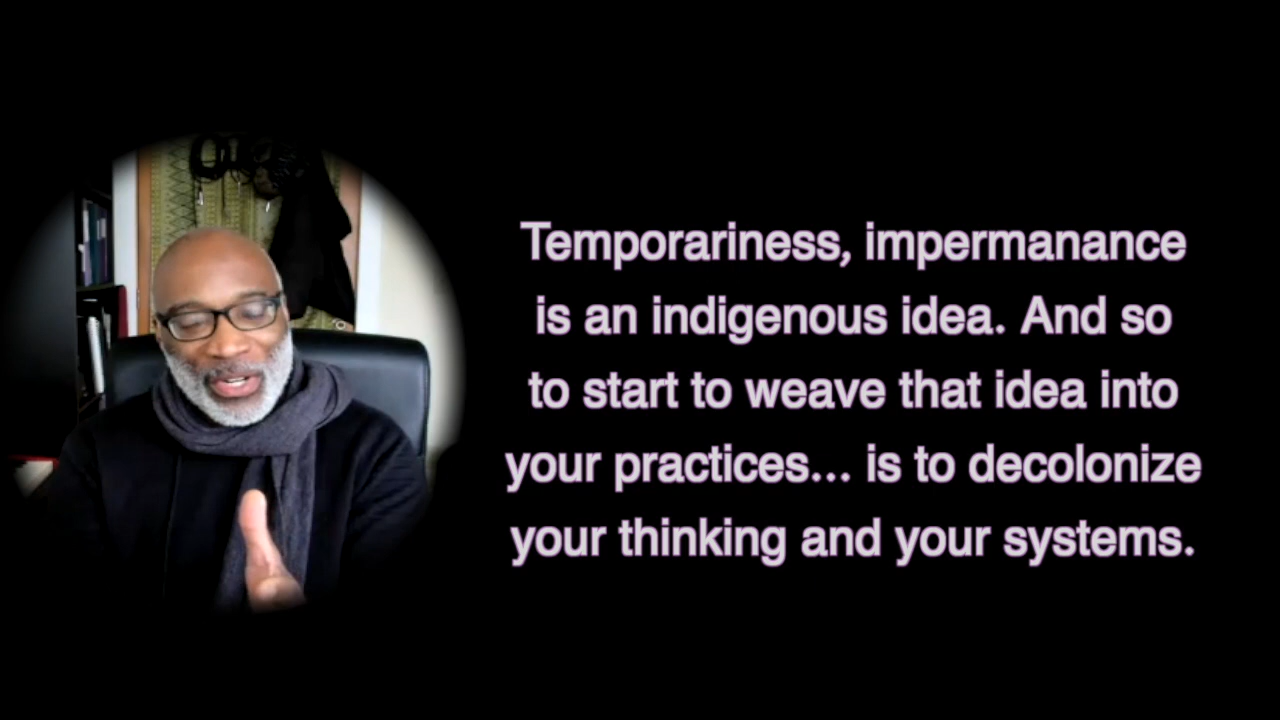 Temporariness, impermanance
is an indigenous idea. And so
to start to weave that idea into
your practices... is to decolonize
your thinking and your systems.